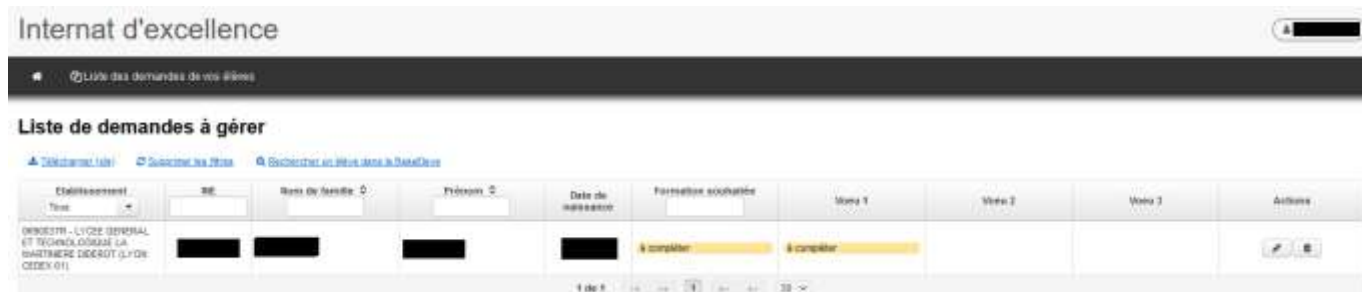 Internat d'excellence
Liste des demandes de vos élèves
Liste de demandes à gérer
Télécharger (xls) Supprimer les filtres Rechercher un élève dans la BaseElève
Etablissement INE Nom de famille Prénom Date de naissance Formation souhaitée Voeu 1 Voeu 2 Voeu 3 Actions
Tous
LYCEE GENERAL
ET TECHNOLOGIQUE LA
MARTINIERE DIDEROT (LYON
CEDEX 01)
à compléter à compléter
1 de 1 1 20